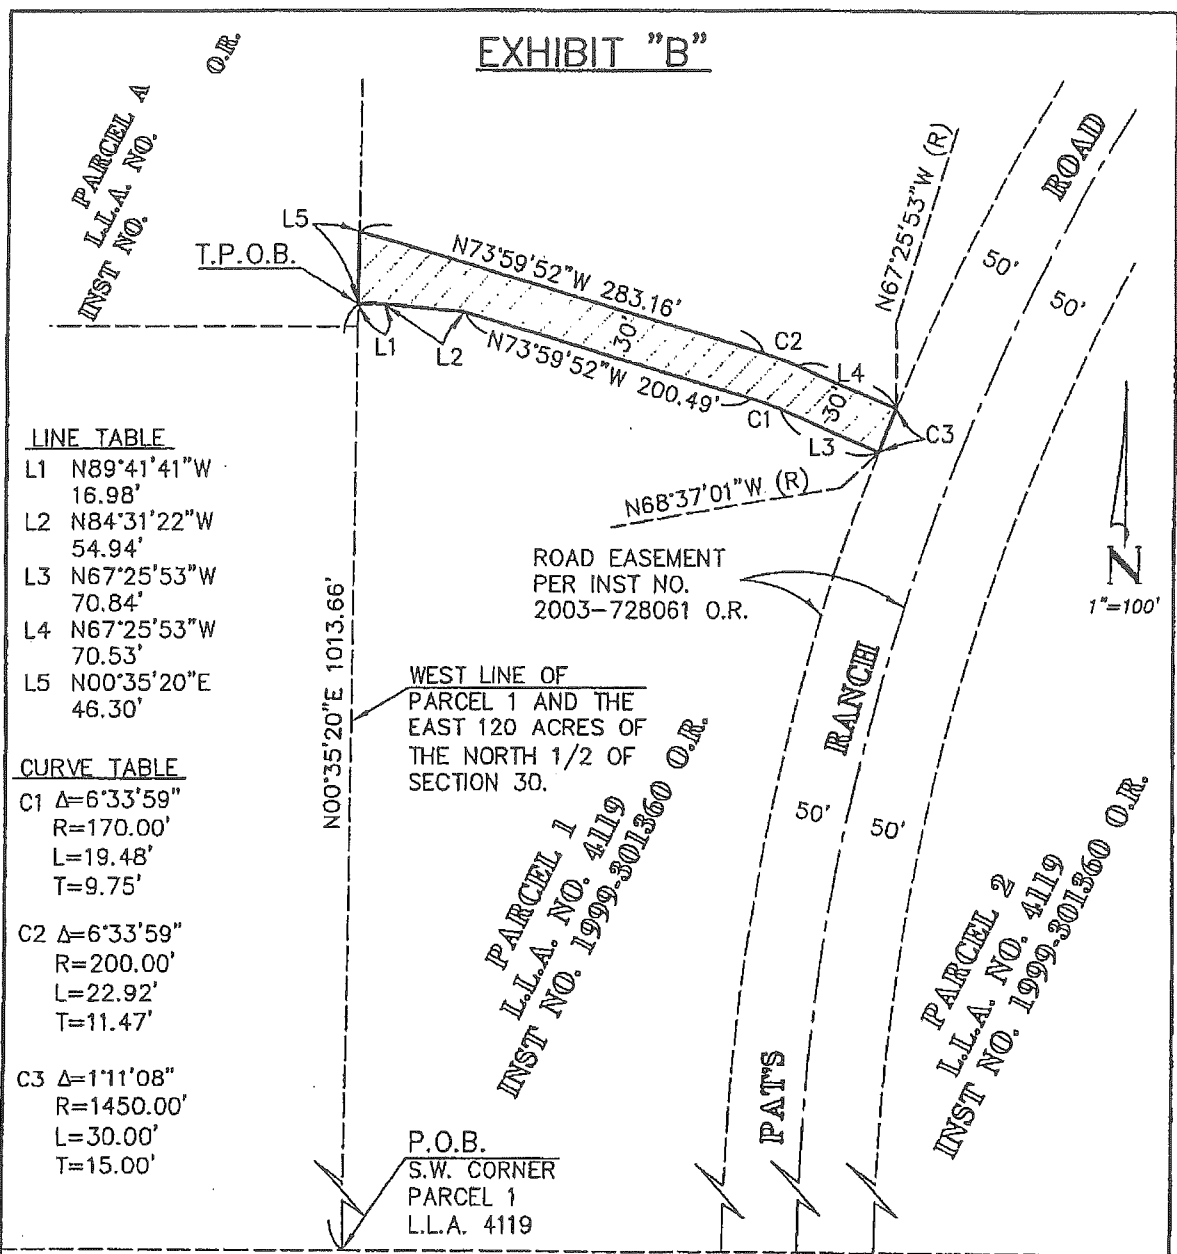 EXHIBIT "B"
PARCEL A
L.L.A. NO.
INST NO.
O.R.
L5
T.P.O.B.
N73°59'52"W 283.16'
30'
L1
L2
N73°59'52"W 200.49'
C2
L4
30'
C1
L3
C3
N67°25'53"W (R)
N68°37'01"W (R)
ROAD
50'
50'
LINE TABLE
L1 N89°41'41"W
16.98'
L2 N84°31'22"W
54.94'
L3 N67°25'53"W
70.84'
L4 N67°25'53"W
70.53'
L5 N00°35'20"E
46.30'
ROAD EASEMENT
PER INST NO.
2003-728061 O.R.
N
1"=100'
N00°35'20"E 1013.66'
WEST LINE OF
PARCEL 1 AND THE
EAST 120 ACRES OF
THE NORTH 1/2 OF
SECTION 30.
RANCH
CURVE TABLE
C1 Δ=6°33'59"
R=170.00'
L=19.48'
T=9.75'
C2 Δ=6°33'59"
R=200.00'
L=22.92'
T=11.47'
C3 Δ=1°11'08"
R=1450.00'
L=30.00'
T=15.00'
50'
50'
PARCEL 1
L.L.A. NO. 4119
INST NO. 1999-301360 O.R.
PARCEL 2
L.L.A. NO. 4119
INST NO. 1999-301360 O.R.
PAT'S
P.O.B.
S.W. CORNER
PARCEL 1
L.L.A. 4119